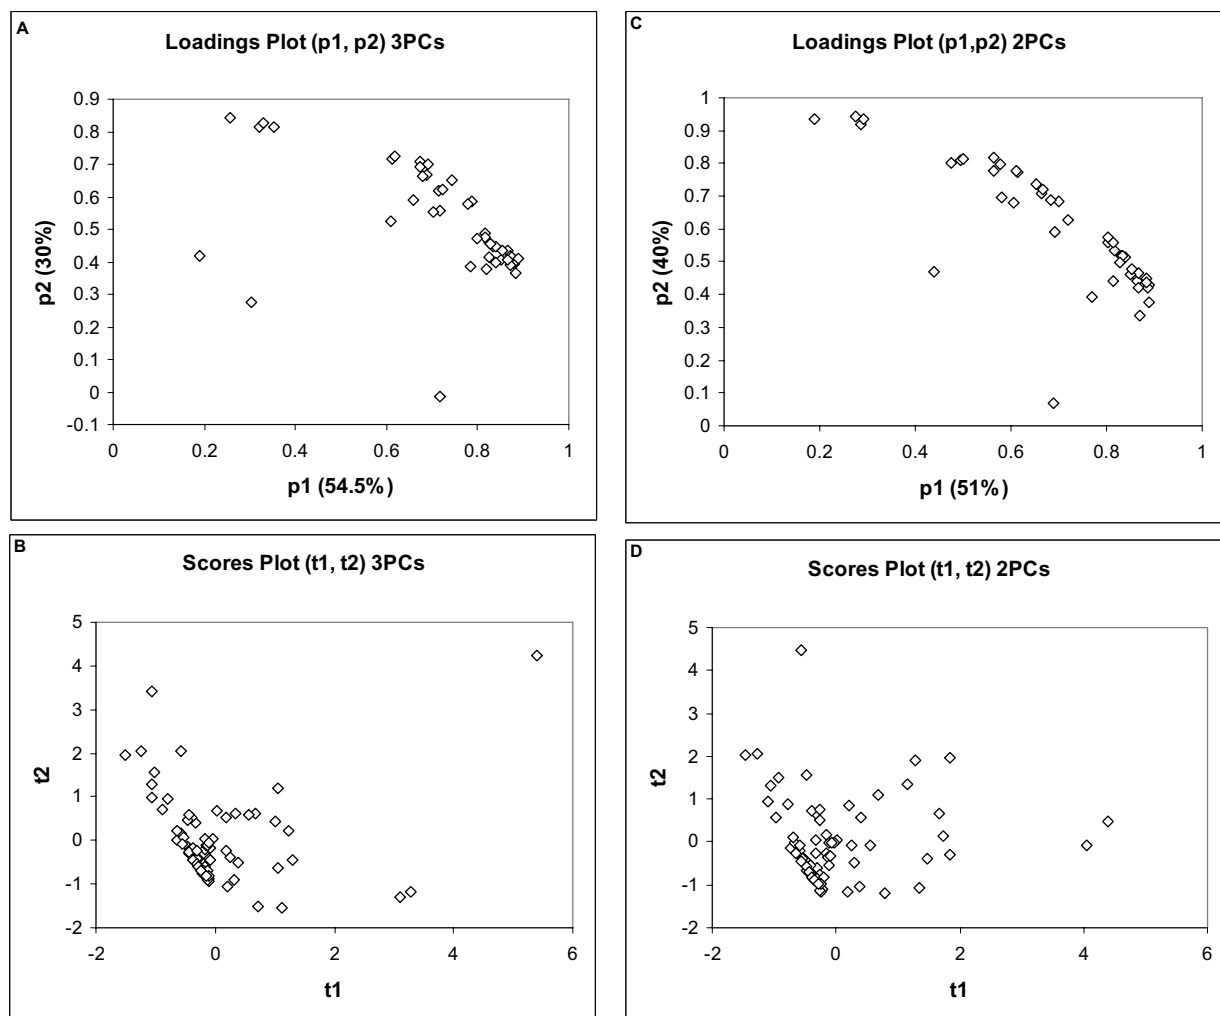 A
Loadings Plot (p1, p2) 3PCs
0.9
0.8
0.7
0.6
0.5
0.4
0.3
0.2
0.1
0
-0.1
p2 (30%)
0 0.2 0.4 0.6 0.8 1
p1 (54.5%)
C
Loadings Plot (p1,p2) 2PCs
1
0.9
0.8
0.7
0.6
0.5
0.4
0.3
0.2
0.1
0
p2 (40%)
0 0.2 0.4 0.6 0.8 1
p1 (51%)
B
Scores Plot (t1, t2) 3PCs
5
4
3
2
1
0
-1
-2
t2
-2 0 2 4 6
t1
D
Scores Plot (t1, t2) 2PCs
5
4
3
2
1
0
-1
-2
t2
-2 0 2 4 6
t1